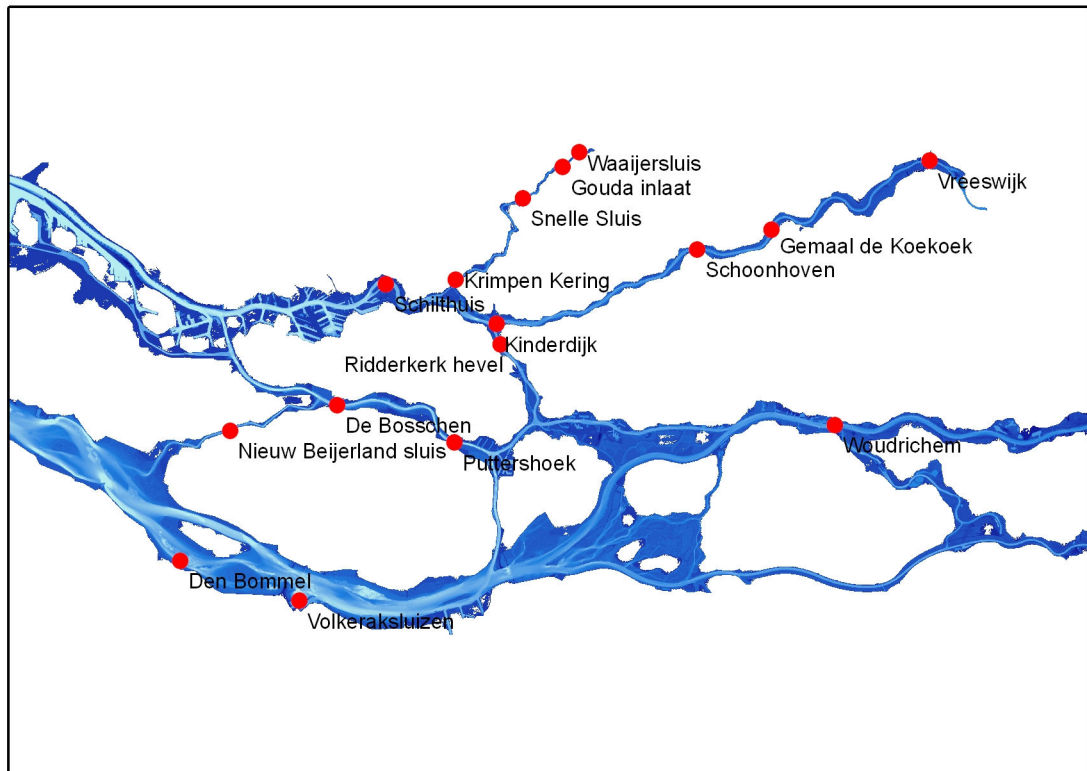 Waaijersluis
Gouda inlaat
Vreeswijk
Snelle Sluis
Gemaal de Koekoek
Schoonhoven
Krimpen Kering
Schilthuis
Kinderdijk
Ridderkerk hevel
De Bosschen
Woudrichem
Nieuw Beijerland sluis
Puttershoek
Den Bommel
Volkeraksluizen